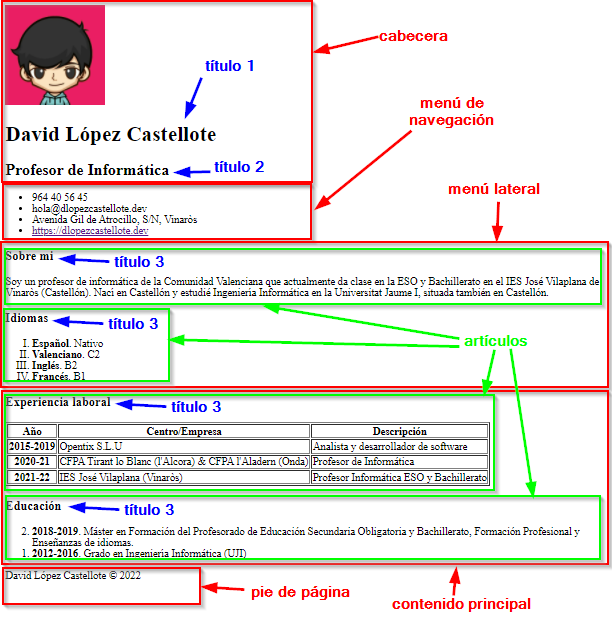 cabecera
título 1
menú de
navegación
David López Castellote
Profesor de Informática
título 2
menú lateral
• 964 40 56 45
• hola@dlopezcastellote.dev
• Avenida Gil de Atrocillo, S/N, Vinaròs
• https://dlopezcastellote.dev
Sobre mí
título 3
Soy un profesor de informática de la Comunidad Valenciana que actualmente da clase en la ESO y Bachillerato en el IES José Vilaplana de
Vinaròs (Castellón). Nací en Castellón y estudié Ingeniería Informática en la Universitat Jaume I, situada también en Castellón.
Idiomas
título 3
I. Español. Nativo
II. Valenciano. C2
III. Inglés. B2
IV. Francés. B1
artículos
Experiencia laboral
título 3
Año Centro/Empresa Descripción
2015-2019 Opentix S.L.U Analista y desarrollador de software
2020-21 CFPA Tirant lo Blanc (l'Alcora) & CFPA l'Aladern (Onda) Profesor de Informática
2021-22 IES José Vilaplana (Vinaròs) Profesor Informática ESO y Bachillerato
Educación
título 3
2. 2018-2019. Máster en Formación del Profesorado de Educación Secundaria Obligatoria y Bachillerato, Formación Profesional y
Enseñanzas de idiomas.
1. 2012-2016. Grado en Ingeniería Informática (UJI)
David López Castellote © 2022
pie de página
contenido principal